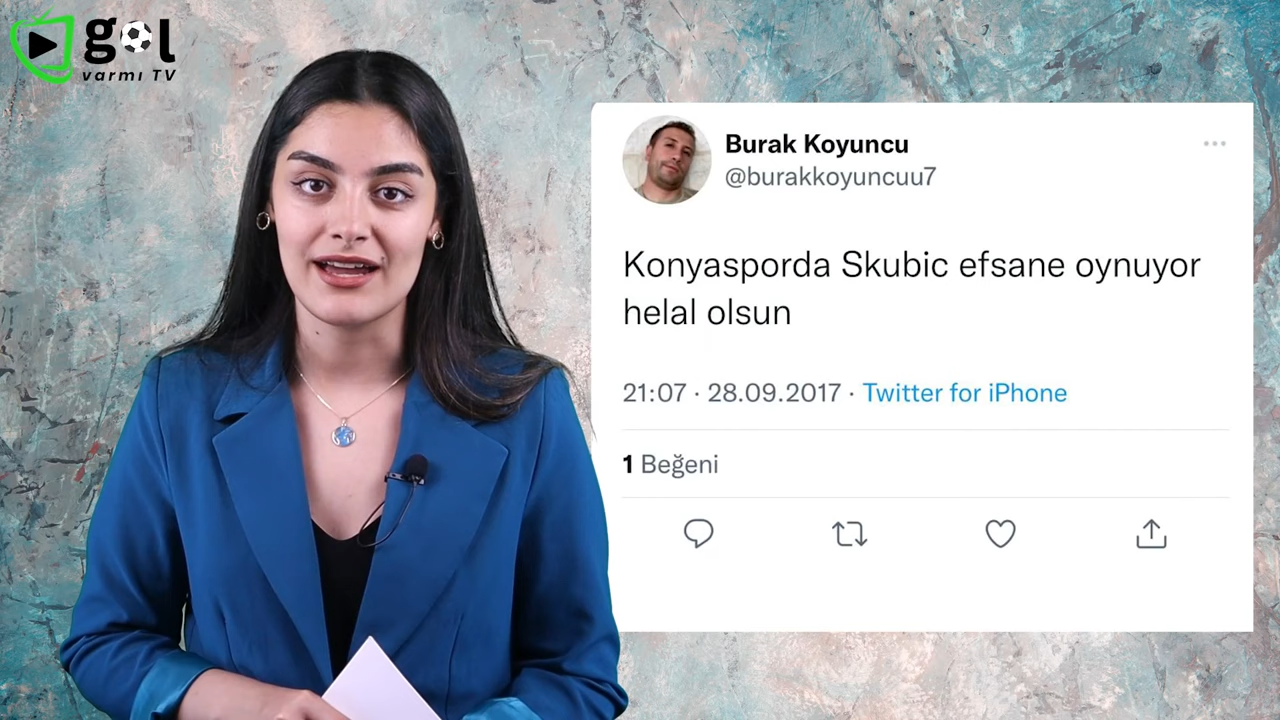 gol
varmı TV
Burak Koyuncu
@burakkoyuncuu7
Konyasporda Skubic efsane oynuyor
helal olsun
21:07 · 28.09.2017 · Twitter for iPhone
1 Beğeni